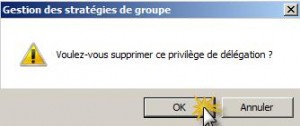 Gestion des stratégies de groupe
Voulez-vous supprimer ce privilège de délégation ?
OK
Annuler